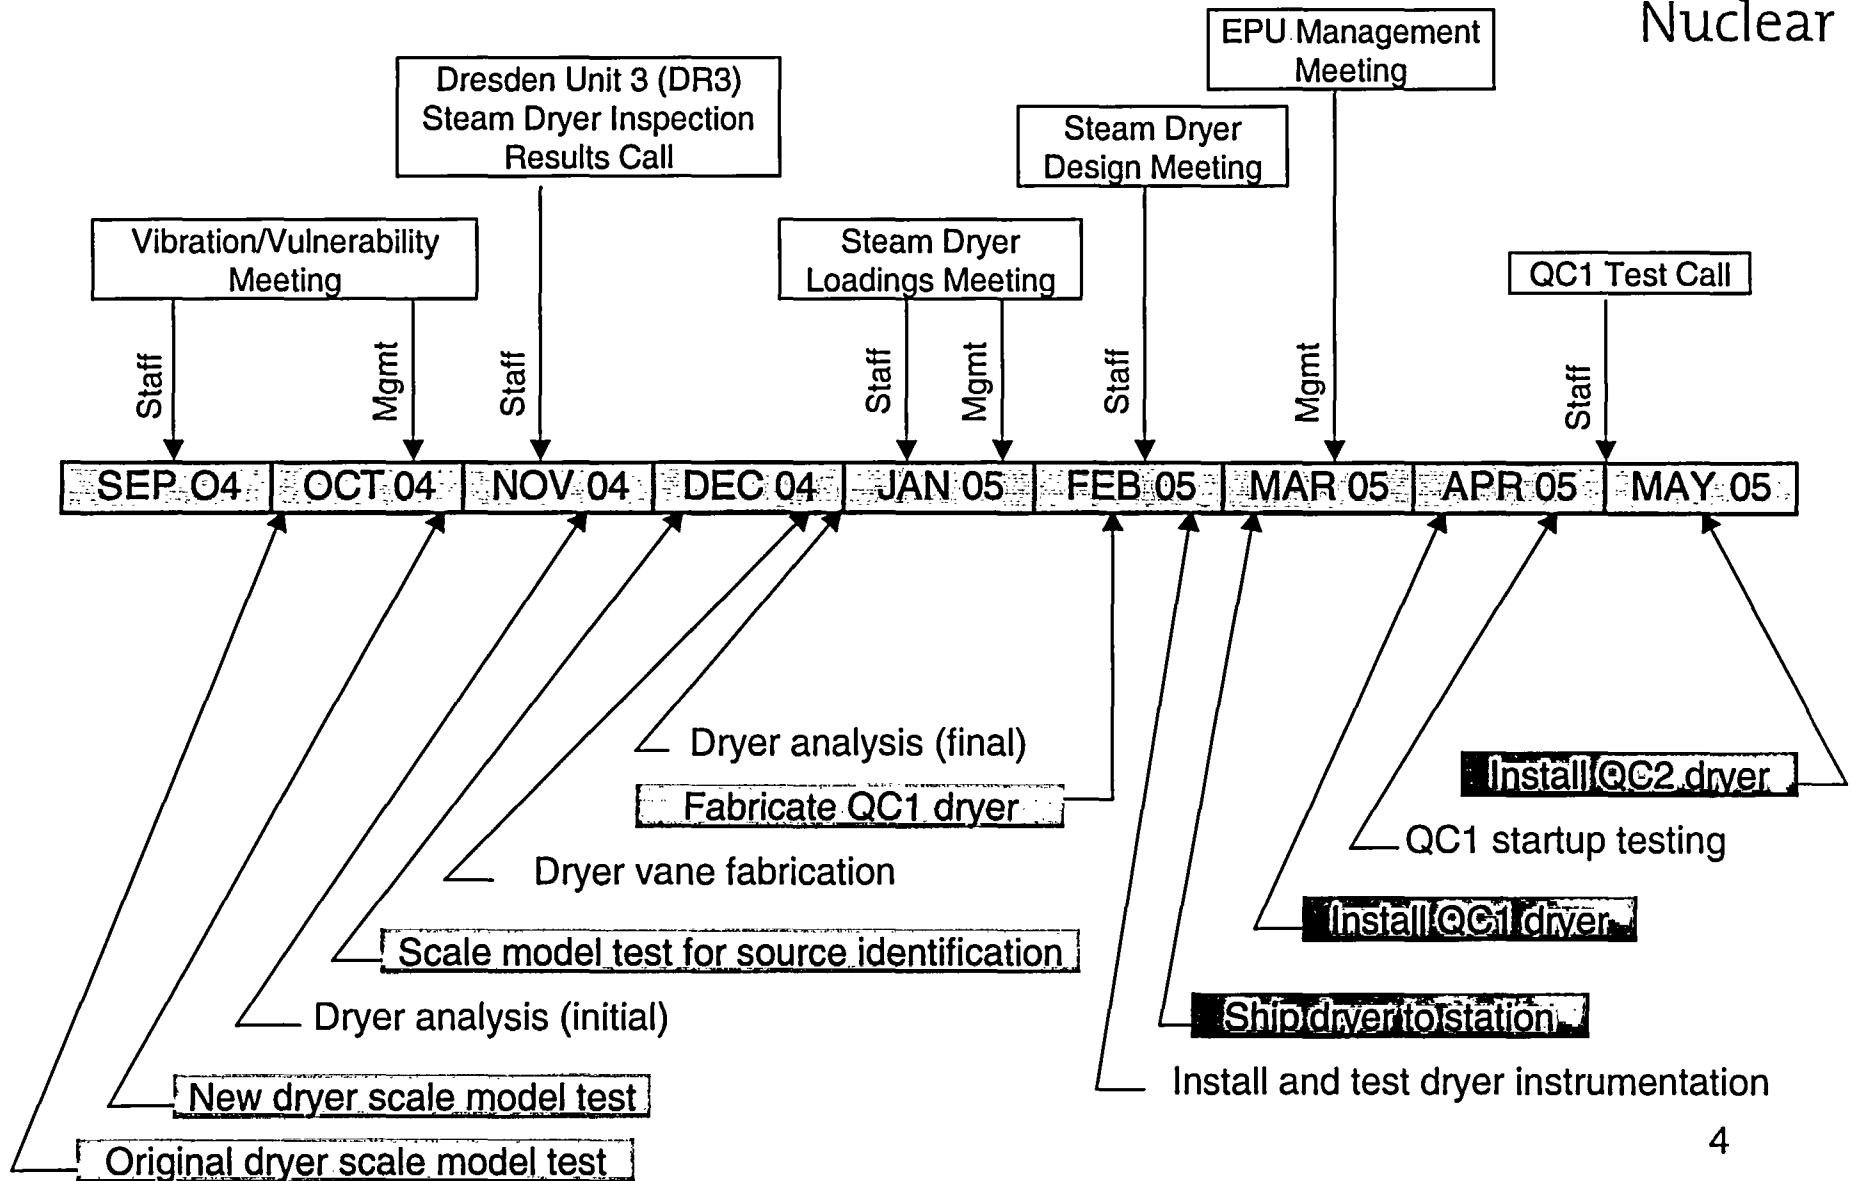 Nuclear
EPU Management
Meeting
Dresden Unit 3 (DR3)
Steam Dryer Inspection
Results Call
Steam Dryer
Design Meeting
Vibration/Vulnerability
Meeting
Steam Dryer
Loadings Meeting
QC1 Test Call
Staff
Mgmt
Staff
Staff
Mgmt
Staff
Mgmt
Staff
SEP 04
OCT 04
NOV 04
DEC 04
JAN 05
FEB 05
MAR 05
APR 05
MAY 05
Dryer analysis (final)
Install QC2 dryer
Fabricate QC1 dryer
QC1 startup testing
Dryer vane fabrication
Install QC1 dryer
Scale model test for source identification
Dryer analysis (initial)
Ship dryer to station
Install and test dryer instrumentation
New dryer scale model test
Original dryer scale model test
4